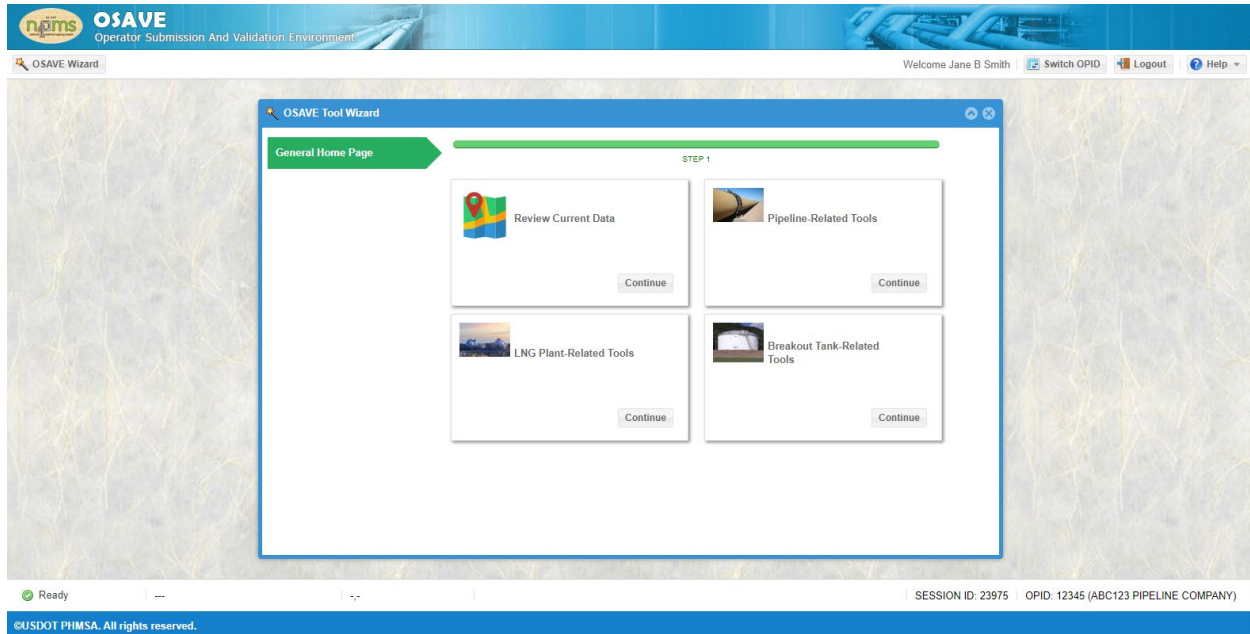 npms
OSAVE
Operator Submission And Validation Environment
OSAVE Wizard
Welcome Jane B Smith
Switch OPID
Logout
Help
OSAVE Tool Wizard
General Home Page
STEP 1
Review Current Data
Continue
Pipeline-Related Tools
Continue
LNG Plant-Related Tools
Continue
Breakout Tank-Related
Tools
Continue
Ready
---
-,-
SESSION ID: 23975
OPID: 12345 (ABC123 PIPELINE COMPANY)
©USDOT PHMSA. All rights reserved.